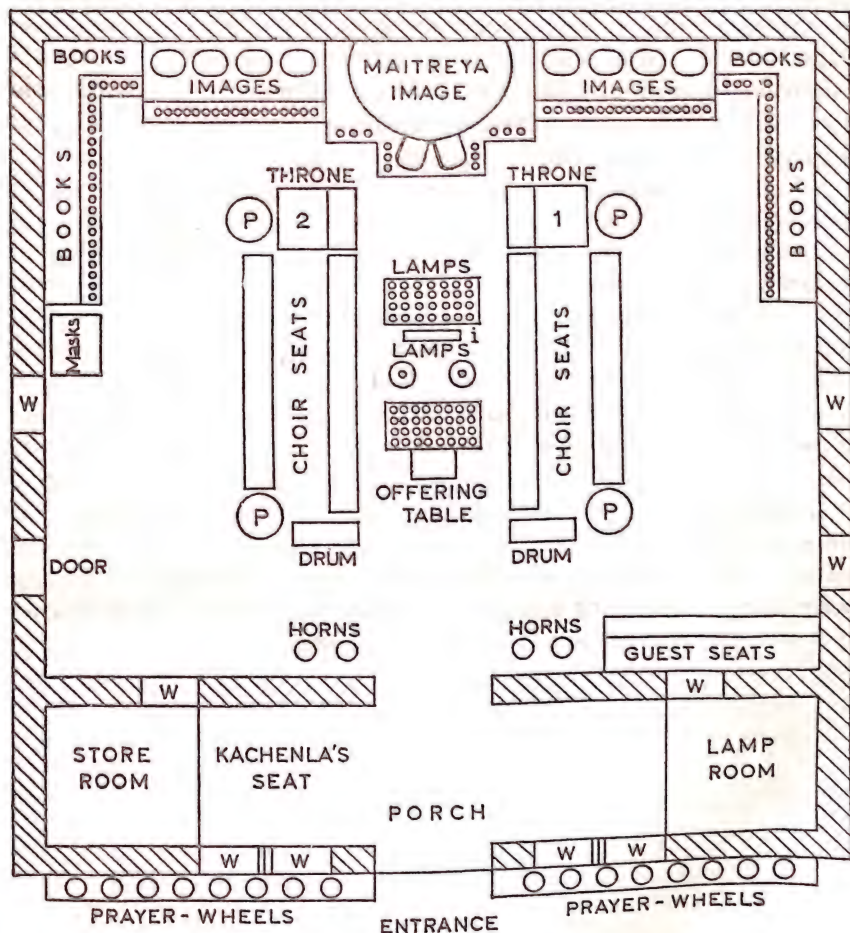 BOOKS
IMAGES
MAITREYA
IMAGE
IMAGES
BOOKS
BOOKS
BOOKS
THRONE
THRONE
P
2
1
P
LAMPS
i
LAMPS
CHOIR SEATS
CHOIR SEATS
Masks
W
W
P
P
OFFERING
TABLE
DRUM
DRUM
DOOR
W
HORNS
HORNS
GUEST SEATS
W
W
STORE
ROOM
KACHENLA'S
SEAT
LAMP
ROOM
PORCH
W
W
W
W
PRAYER-WHEELS
ENTRANCE
PRAYER-WHEELS